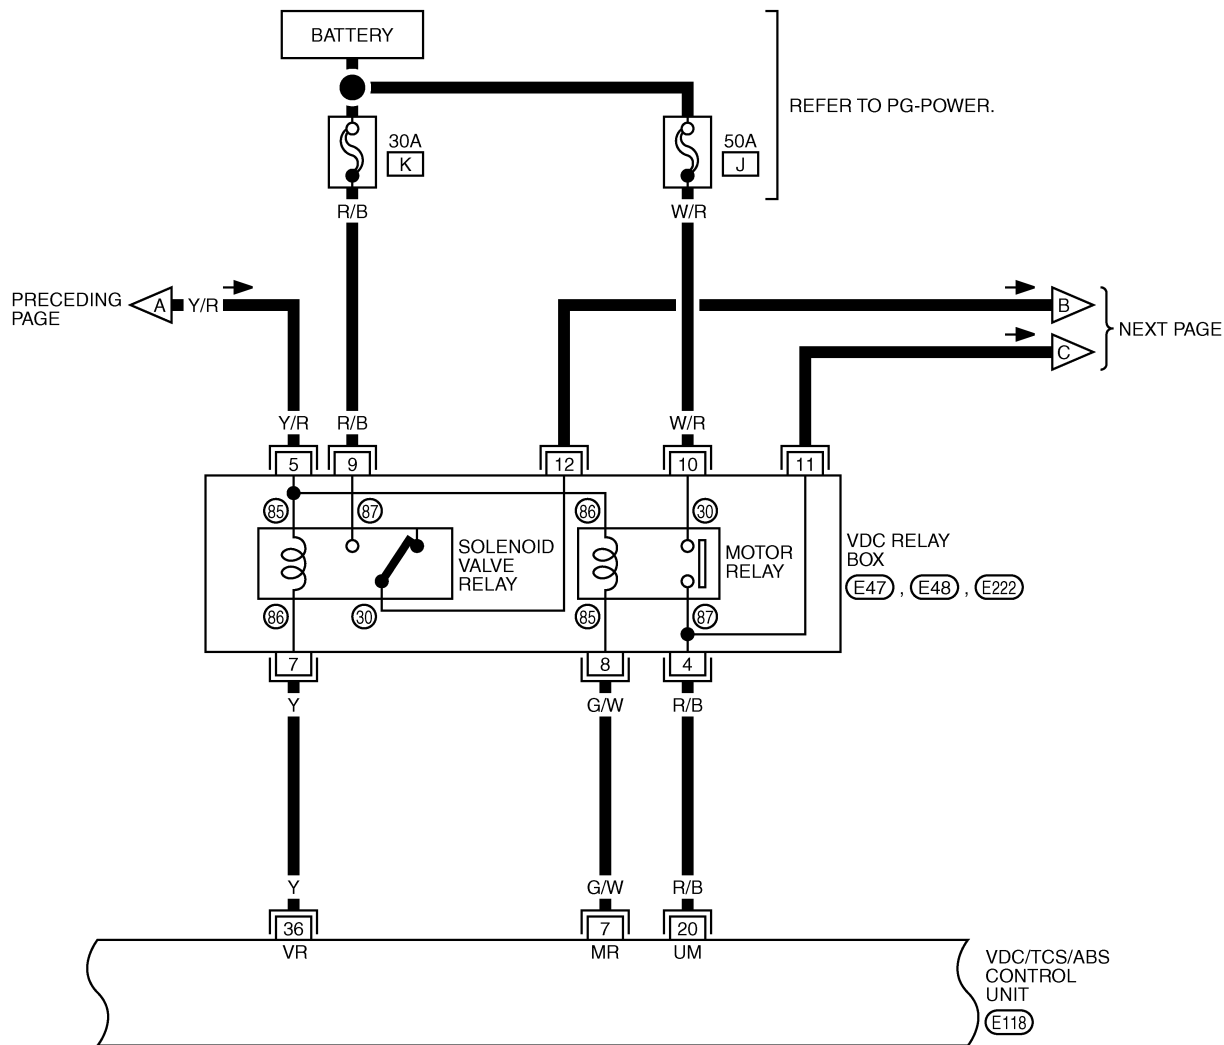 BATTERY
REFER TO PG-POWER.
30A
K
50A
J
R/B
W/R
PRECEDING
PAGE
A
Y/R
B
C
NEXT PAGE
Y/R
R/B
W/R
5
9
12
10
11
85
87
86
30
SOLENOID
VALVE
RELAY
MOTOR
RELAY
VDC RELAY
BOX
E47 , E48 , E222
86
30
85
87
7
8
4
Y
G/W
R/B
Y
G/W
R/B
36
7
20
VR
MR
UM
VDC/TCS/ABS
CONTROL
UNIT
E118